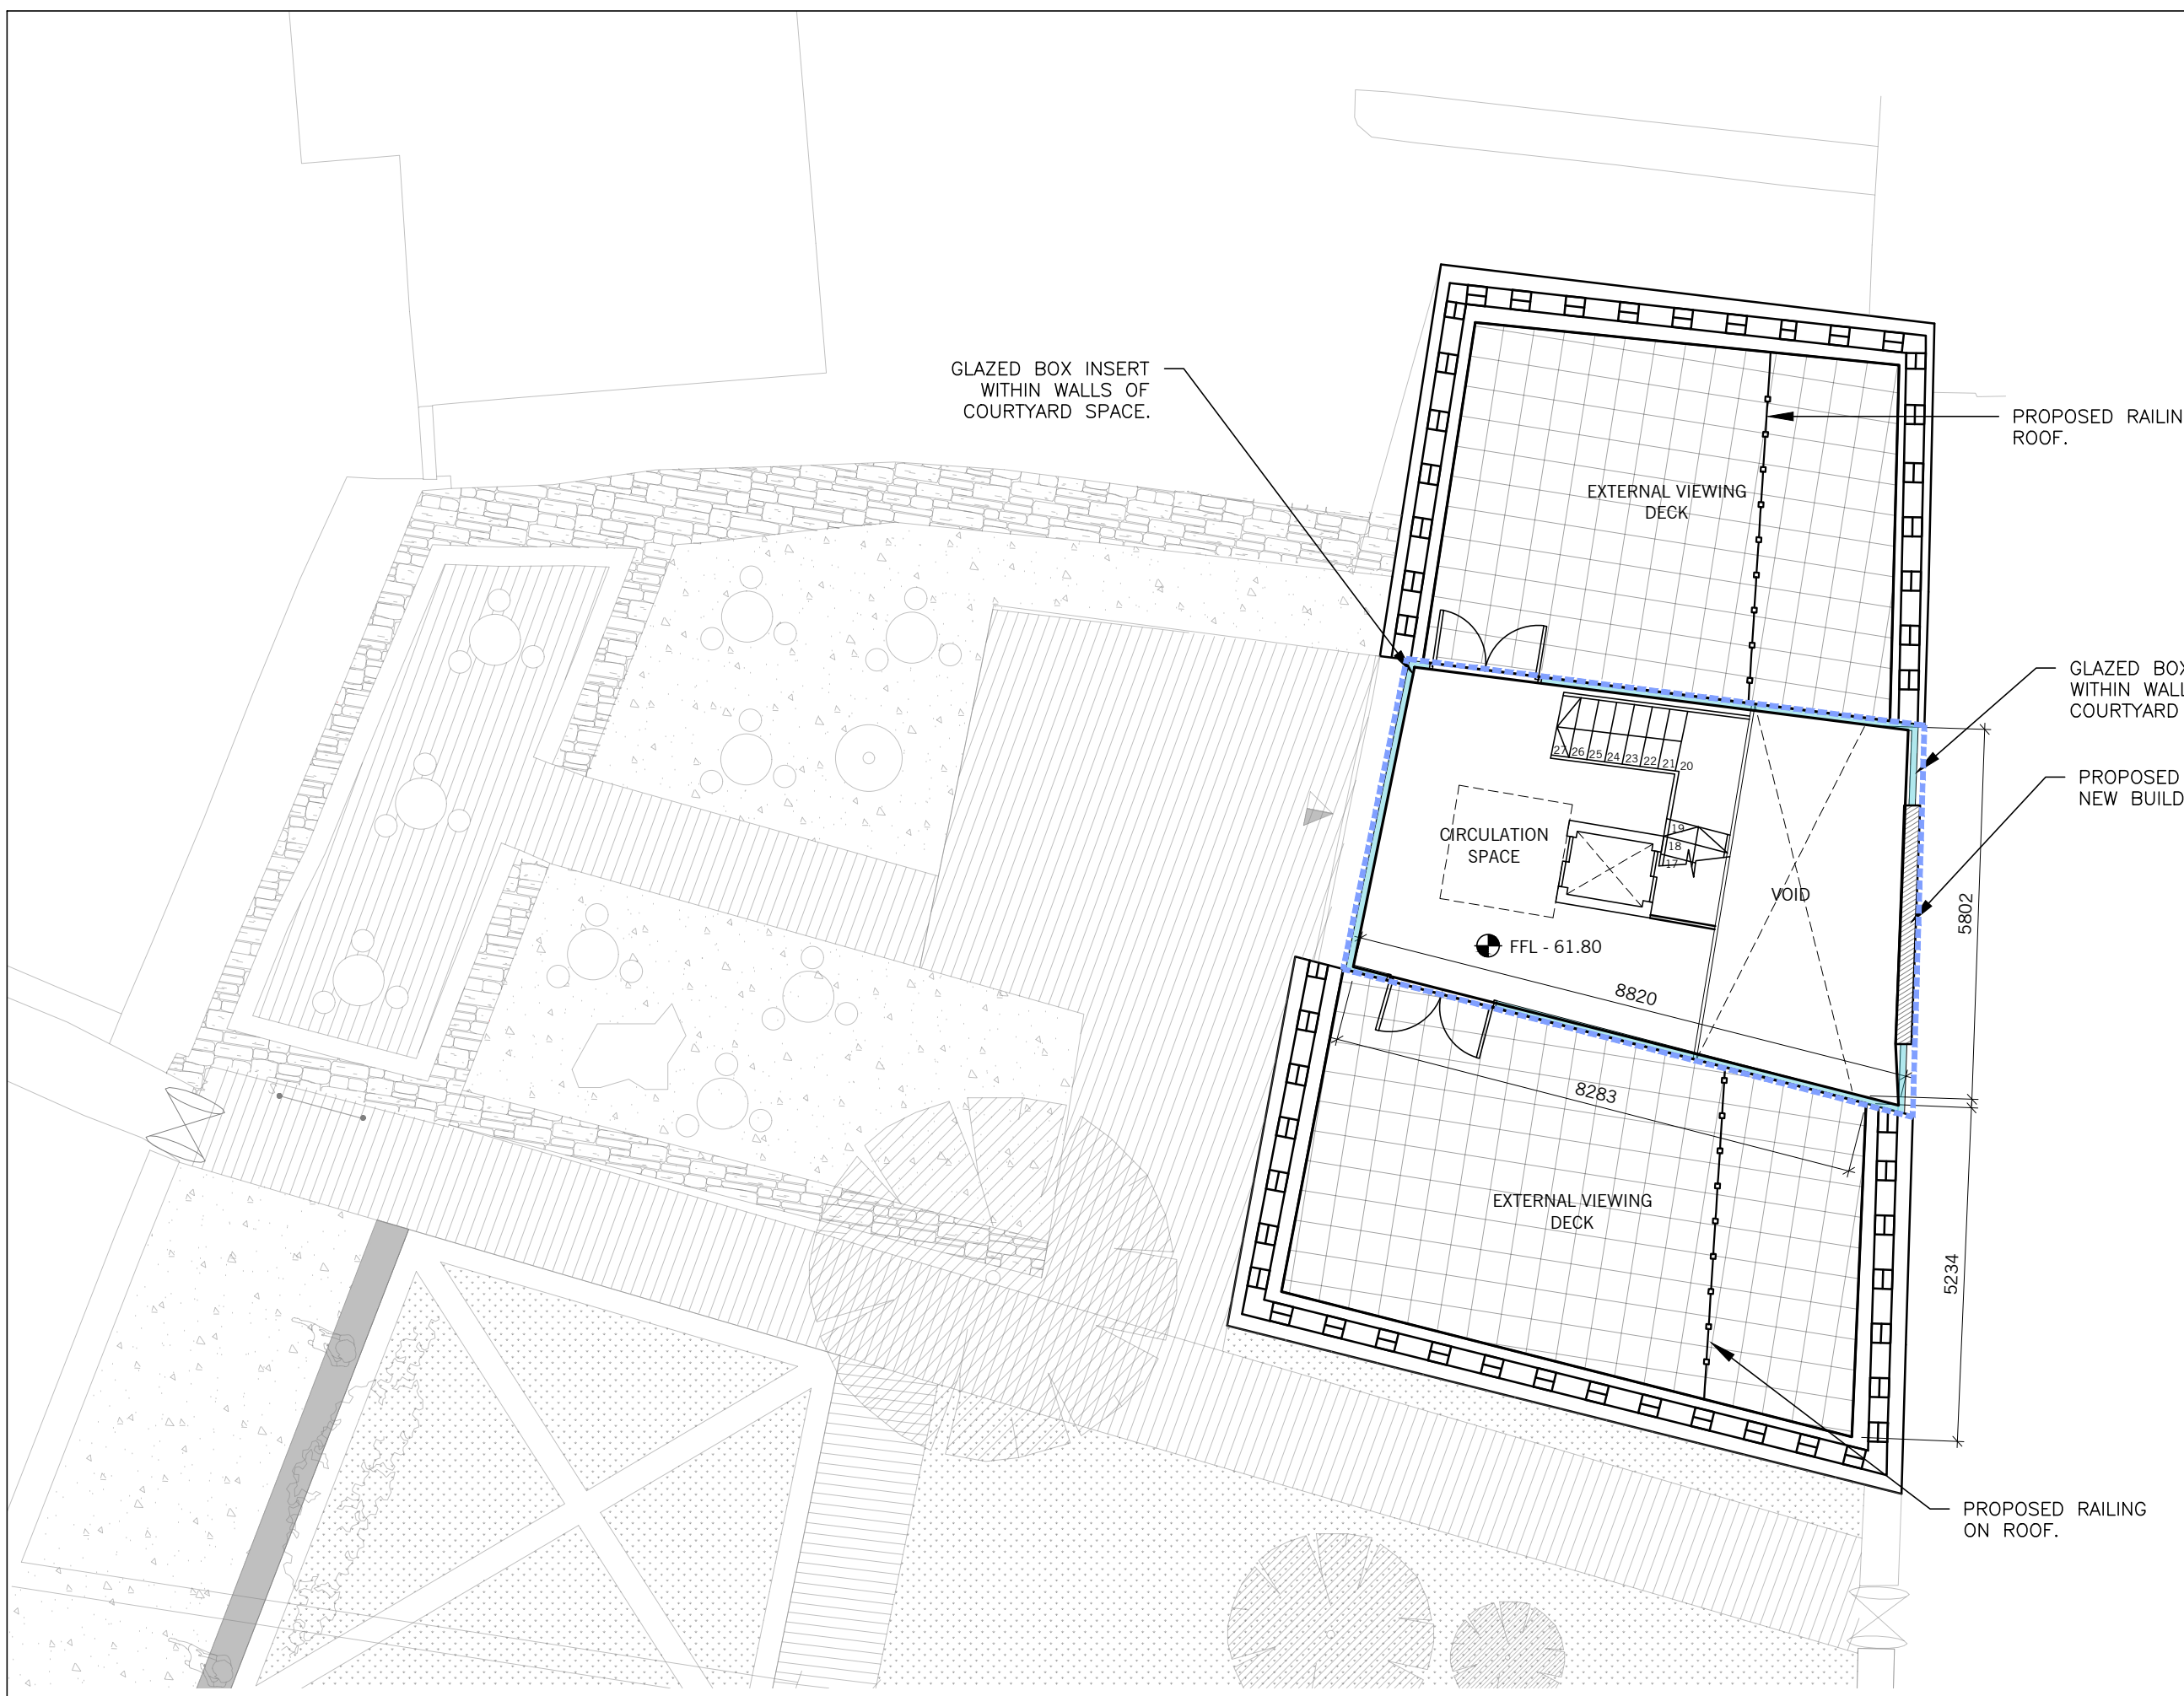 GLAZED BOX INSERT
WITHIN WALLS OF
COURTYARD SPACE.
PROPOSED RAILIN
ROOF.
EXTERNAL VIEWING
DECK
GLAZED BOX
WITHIN WALL
COURTYARD
27 26 25 24 23 22 21 20
PROPOSED
NEW BUILD
19
18
17
CIRCULATION
SPACE
VOID
5802
FFL - 61.80
8820
8283
EXTERNAL VIEWING
DECK
5234
PROPOSED RAILING
ON ROOF.